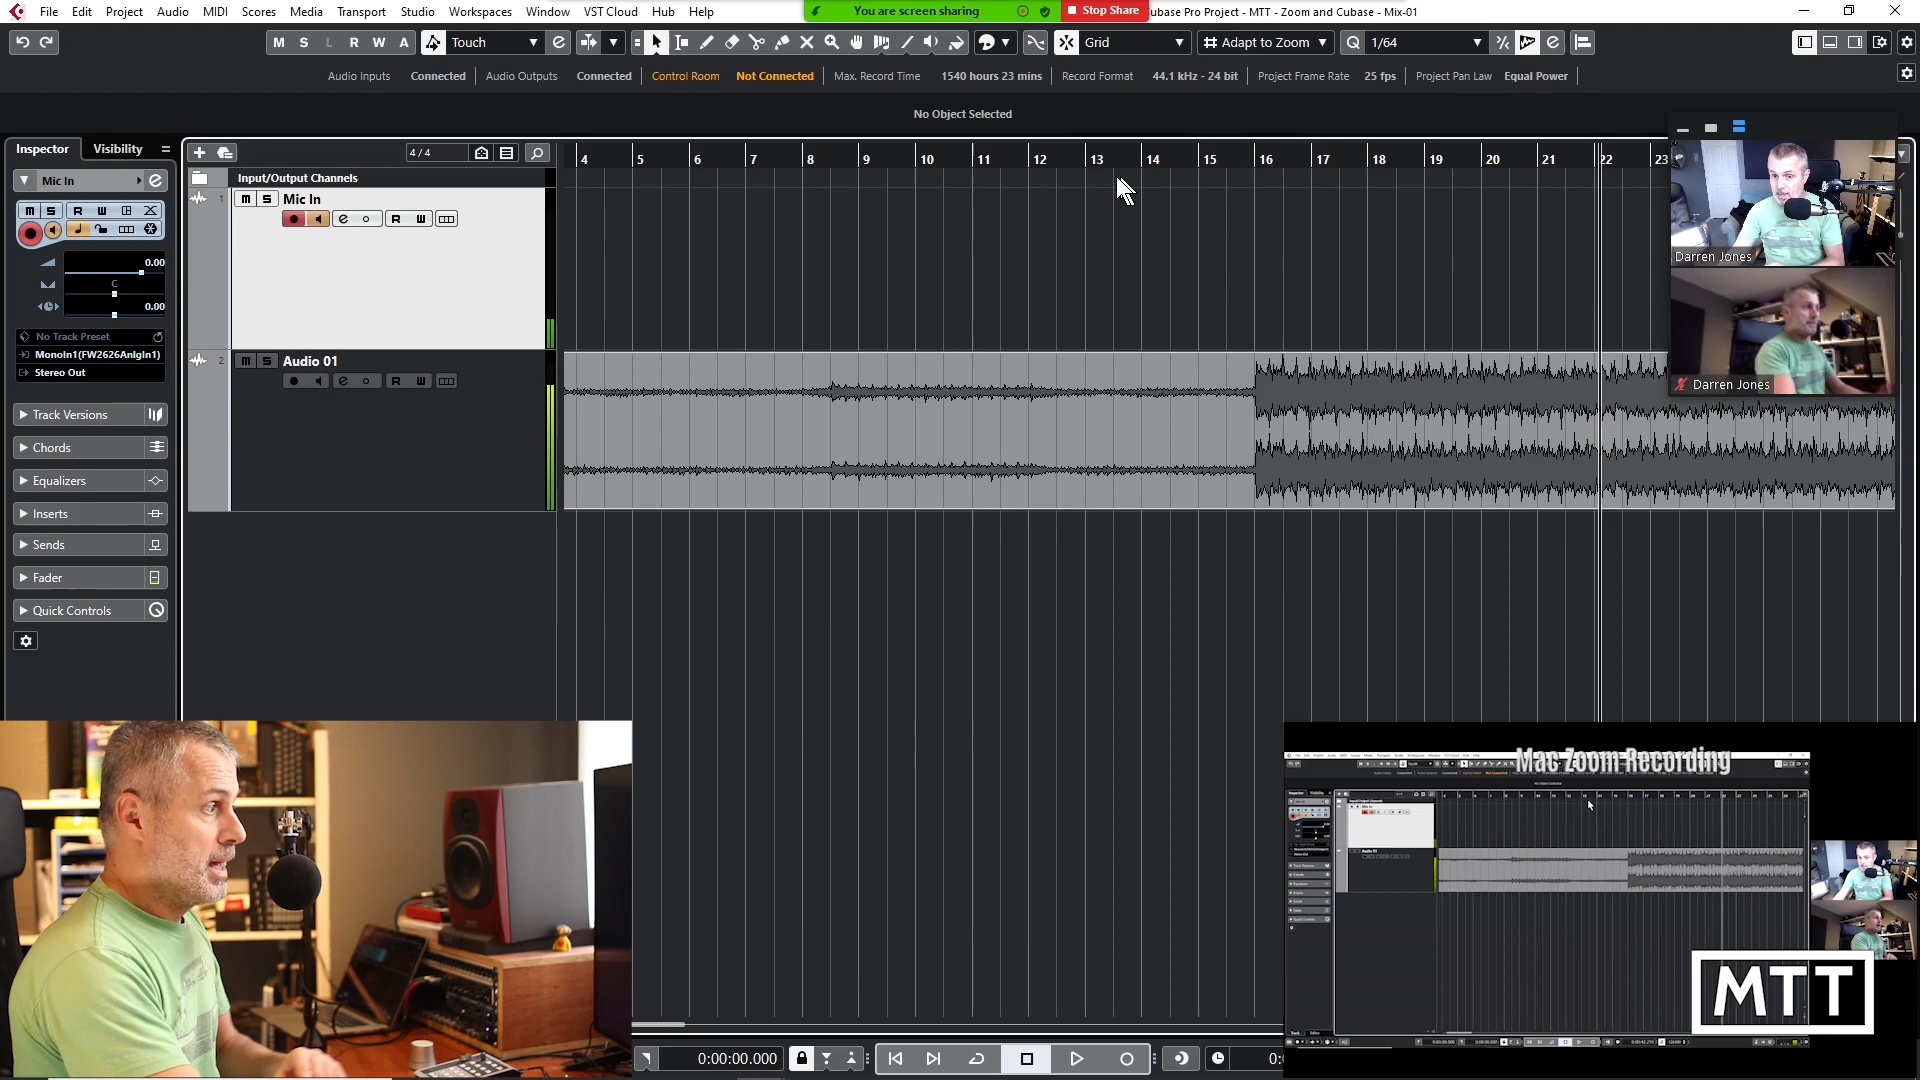 File Edit Project Audio MIDI Scores Media Transport Studio Workspaces Window VST Cloud Hub Help
You are screen sharing
Stop Share
ubase Pro Project - MTT - Zoom and Cubase - Mix-01
M S L R W A Touch
Grid
Adapt to Zoom
Q 1/64
Audio Inputs Connected Audio Outputs Connected Control Room Not Connected Max. Record Time 1540 hours 23 mins Record Format 44.1 kHz - 24 bit Project Frame Rate 25 fps Project Pan Law Equal Power
No Object Selected
Inspector Visibility
4/4
4 5 6 7 8 9 10 11 12 13 14 15 16 17 18 19 20 21 22 23
Mic In
Input/Output Channels
1 M S Mic In
R W
M S R W
0.00
C
0.00
No Track Preset
MonoIn1(FW2626AnlgIn1)
Stereo Out
2 M S Audio 01
R W
Track Versions
Chords
Equalizers
Inserts
Sends
Fader
Quick Controls
Darren Jones
Darren Jones
Mac Zoom Recording
MTT
0:00:00.000
0: